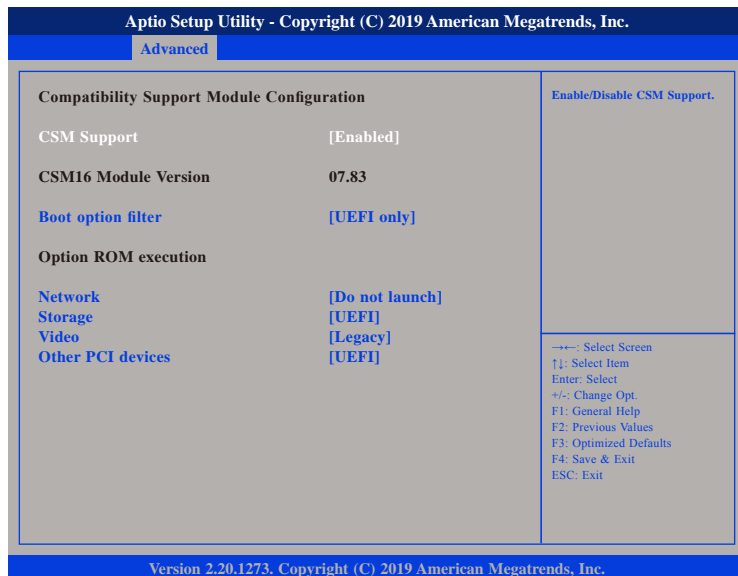 Aptio Setup Utility - Copyright (C) 2019 American Megatrends, Inc.
Advanced
Compatibility Support Module Configuration
CSM Support [Enabled]
CSM16 Module Version 07.83
Boot option filter [UEFI only]
Option ROM execution
Network [Do not launch]
Storage [UEFI]
Video [Legacy]
Other PCI devices [UEFI]
Enable/Disable CSM Support.
→←: Select Screen
↑↓: Select Item
Enter: Select
+/-: Change Opt.
F1: General Help
F2: Previous Values
F3: Optimized Defaults
F4: Save & Exit
ESC: Exit
Version 2.20.1273. Copyright (C) 2019 American Megatrends, Inc.